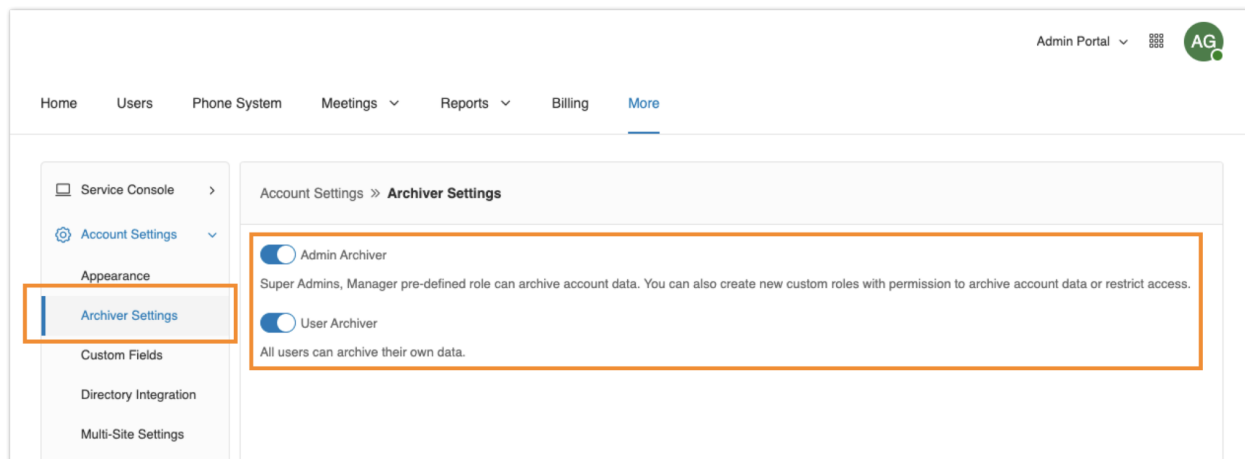 Admin Portal
AG
Home Users Phone System Meetings Reports Billing More
Service Console
Account Settings
Appearance
Archiver Settings
Custom Fields
Directory Integration
Multi-Site Settings
Account Settings » Archiver Settings
Admin Archiver
Super Admins, Manager pre-defined role can archive account data. You can also create new custom roles with permission to archive account data or restrict access.
User Archiver
All users can archive their own data.